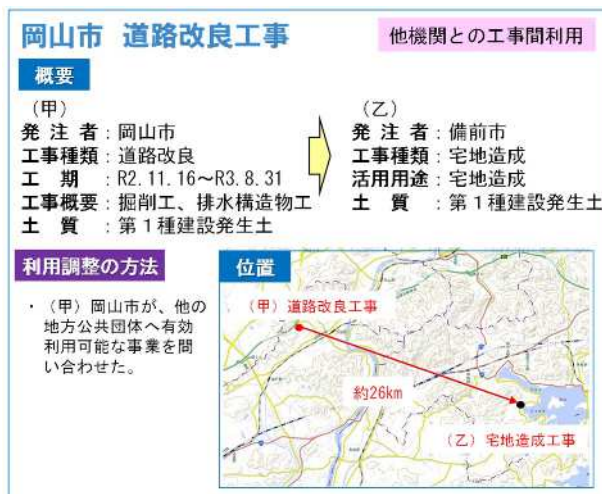 岡山市 道路改良工事
他機関との工事間利用
概要
（甲）
発注者：岡山市
工事種類：道路改良
工期：R2.11.16～R3.8.31
工事概要：掘削工、排水構造物工
土質：第１種建設発生土
（乙）
発注者：備前市
工事種類：宅地造成
活用用途：宅地造成
土質：第１種建設発生土
利用調整の方法
・（甲）岡山市が、他の
地方公共団体へ有効
利用可能な事業を問
い合わせた。
位置
（甲）道路改良工事
約26km
（乙）宅地造成工事